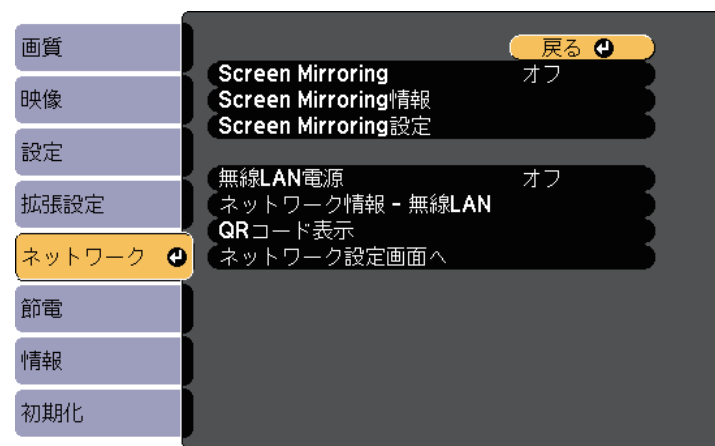 画質
映像
設定
拡張設定
ネットワーク
節電
情報
初期化
戻る
Screen Mirroring オフ
Screen Mirroring情報
Screen Mirroring設定
無線LAN電源 オフ
ネットワーク情報 - 無線LAN
QRコード表示
ネットワーク設定画面へ